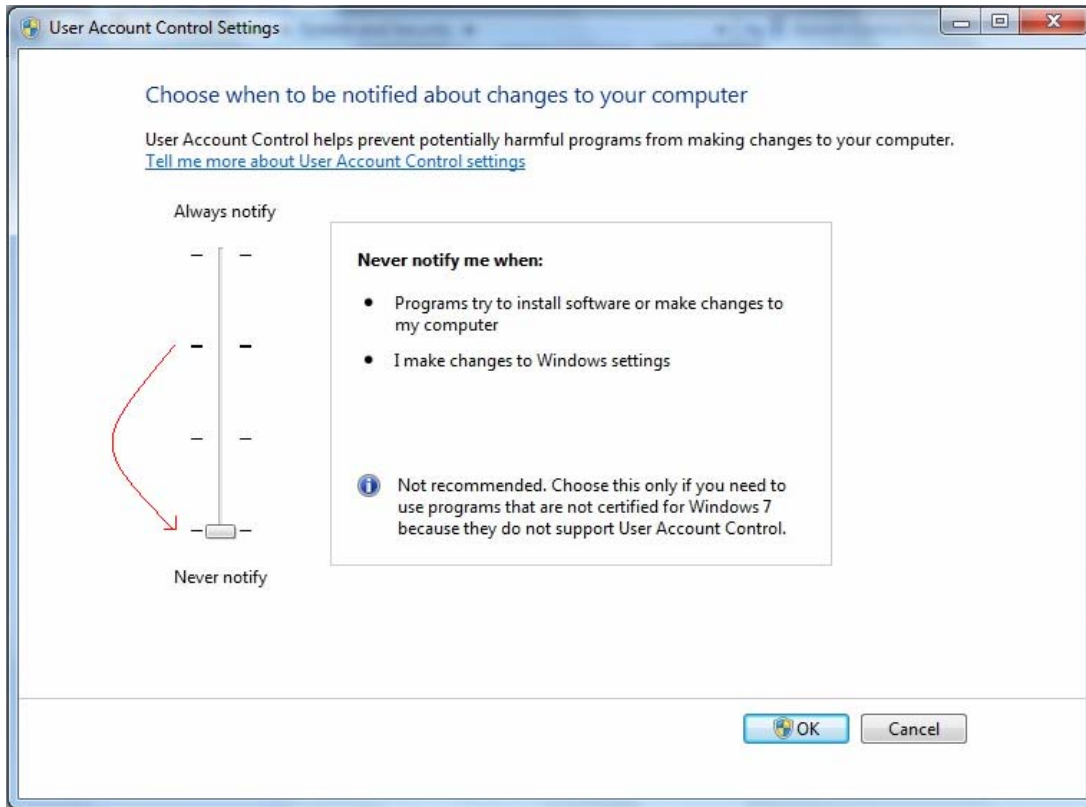 User Account Control Settings
Choose when to be notified about changes to your computer
User Account Control helps prevent potentially harmful programs from making changes to your computer.
Tell me more about User Account Control settings
Always notify
Never notify me when:
• Programs try to install software or make changes to
my computer
• I make changes to Windows settings
Not recommended. Choose this only if you need to
use programs that are not certified for Windows 7
because they do not support User Account Control.
Never notify
OK
Cancel